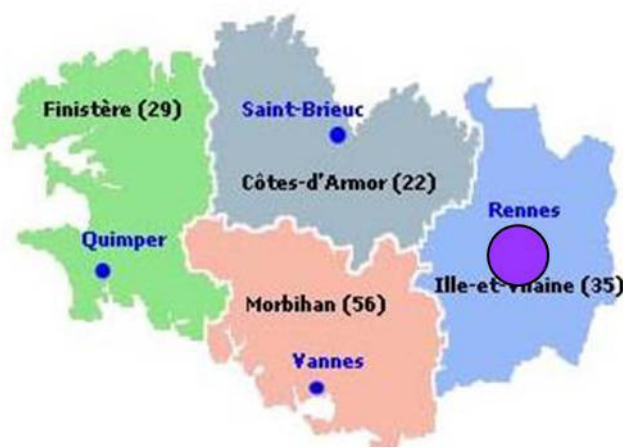 Finistère (29)
Saint-Brieuc
Côtes-d'Armor (22)
Rennes
Quimper
Ille-et-Vilaine (35)
Morbihan (56)
Vannes